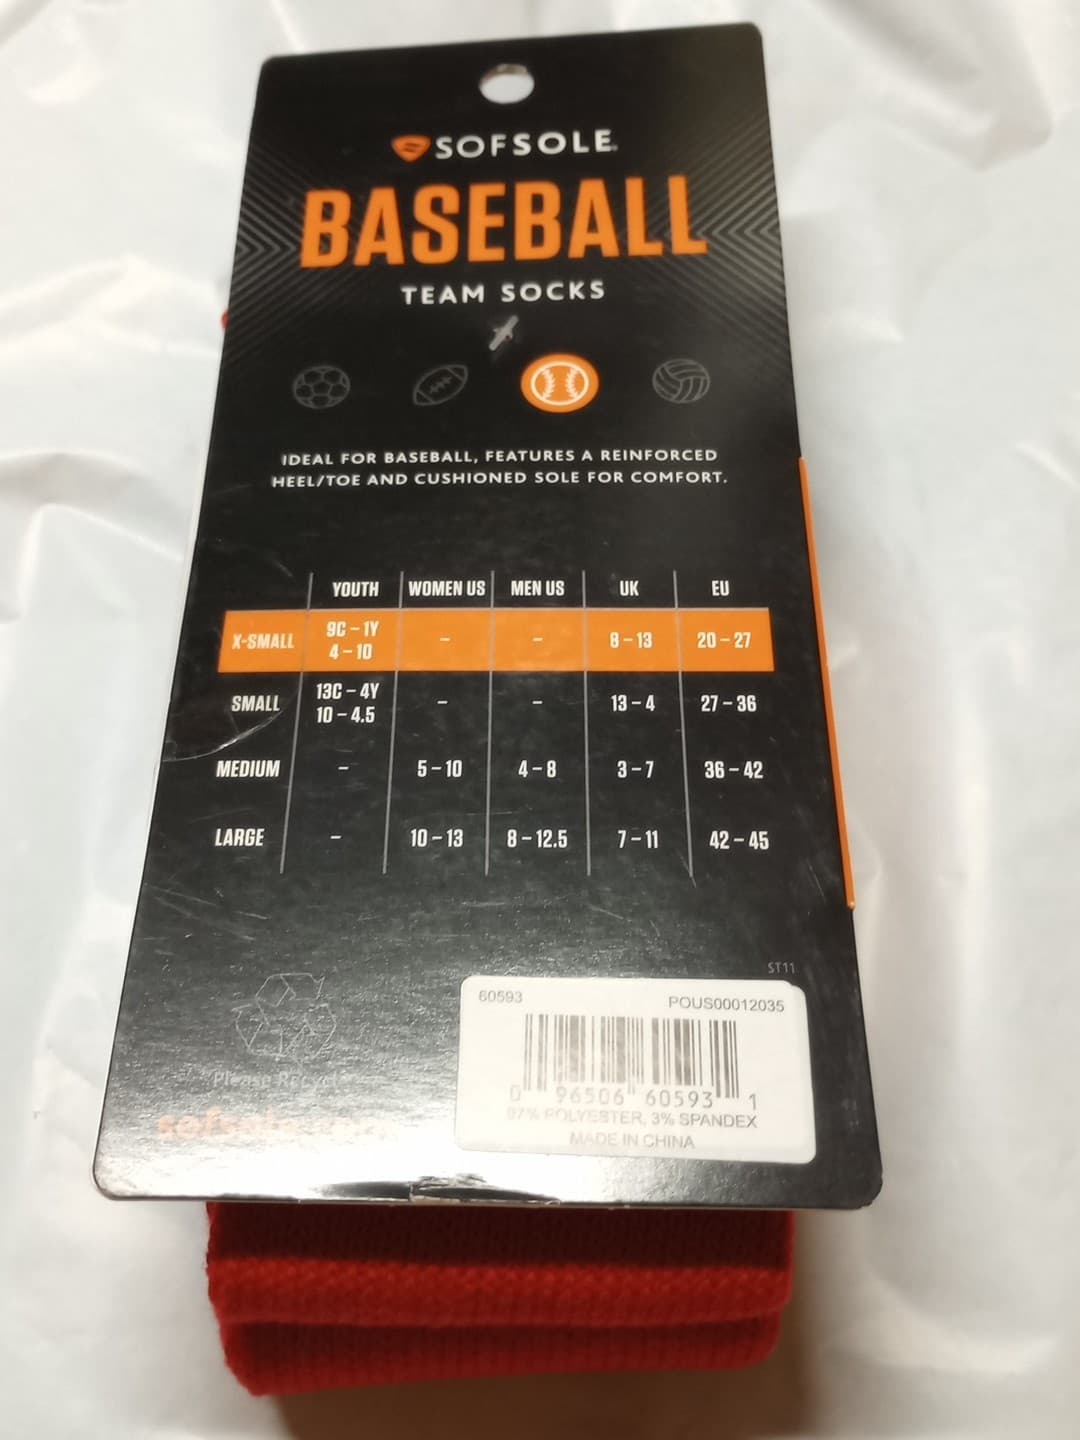 SOFSOLE
BASEBALL
TEAM SOCKS
IDEAL FOR BASEBALL, FEATURES A REINFORCED
HEEL/TOE AND CUSHIONED SOLE FOR COMFORT.
YOUTH WOMEN US MEN US UK EU
X-SMALL 9C – 1Y 4 – 10 – – 8 – 13 20 – 27
SMALL 13C – 4Y 10 – 4.5 – – 13 – 4 27 – 36
MEDIUM – 5 – 10 4 – 8 3 – 7 36 – 42
LARGE – 10 – 13 8 – 12.5 7 – 11 42 – 45
ST11
60593 POUS00012035
0 96506 60593 1
97% POLYESTER, 3% SPANDEX
MADE IN CHINA
Please Recycle